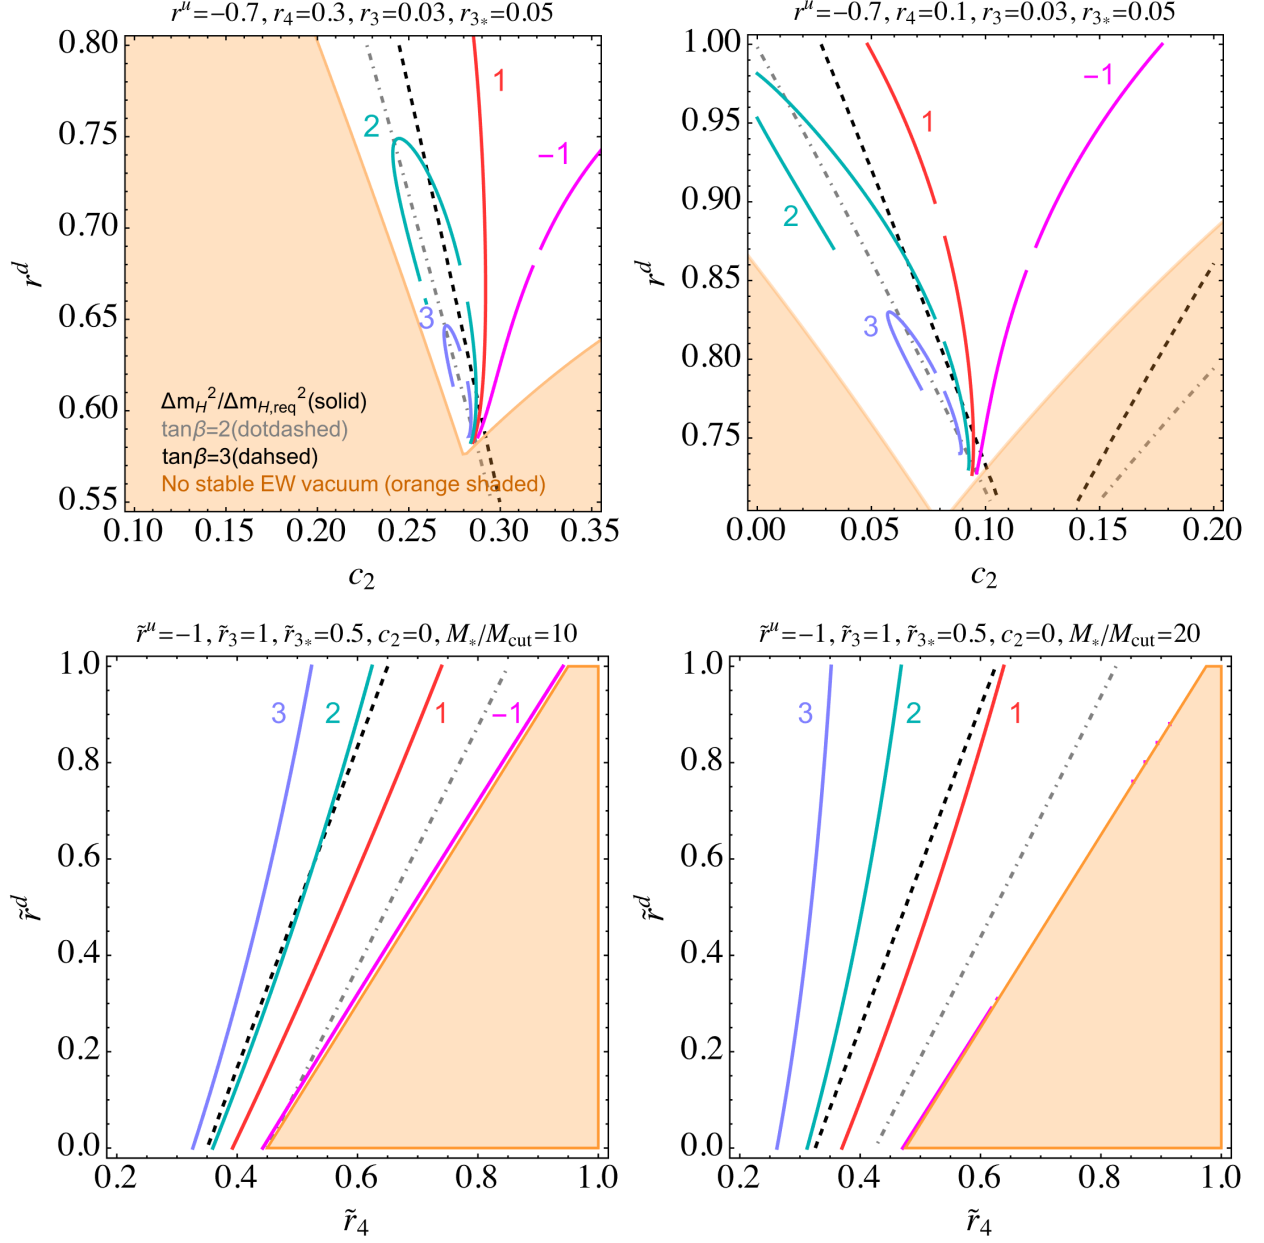 r^u=−0.7, r_4=0.3, r_3=0.03, r_{3*}=0.05
0.80
0.75
0.70
0.65
0.60
0.55
r^d
1
2
−1
3
Δm_H^2/Δm_{H,req}^2(solid)
tanβ=2(dotdashed)
tanβ=3(dahsed)
No stable EW vacuum (orange shaded)
0.10 0.15 0.20 0.25 0.30 0.35
c_2
r^u=−0.7, r_4=0.1, r_3=0.03, r_{3*}=0.05
1.00
0.95
0.90
0.85
0.80
0.75
r^d
−1
1
2
3
0.00 0.05 0.10 0.15 0.20
c_2
r̃^u=−1, r̃_3=1, r̃_{3*}=0.5, c_2=0, M_*/M_cut=10
1.0
0.8
0.6
0.4
0.2
0.0
r̃^d
3 2 1 −1
0.2 0.4 0.6 0.8 1.0
r̃_4
r̃^u=−1, r̃_3=1, r̃_{3*}=0.5, c_2=0, M_*/M_cut=20
1.0
0.8
0.6
0.4
0.2
0.0
r̃^d
3 2 1
0.2 0.4 0.6 0.8 1.0
r̃_4